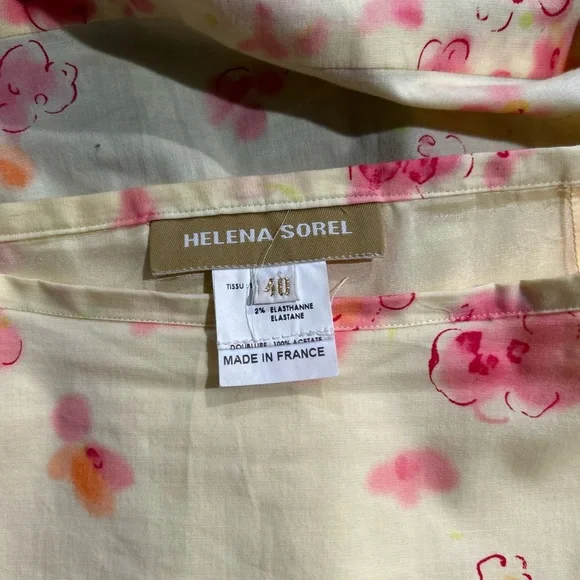 HELENA SOREL
TISSU :
40
2% ELASTHANNE
ELASTANE
DOUBLURE 100% ACETATE
MADE IN FRANCE